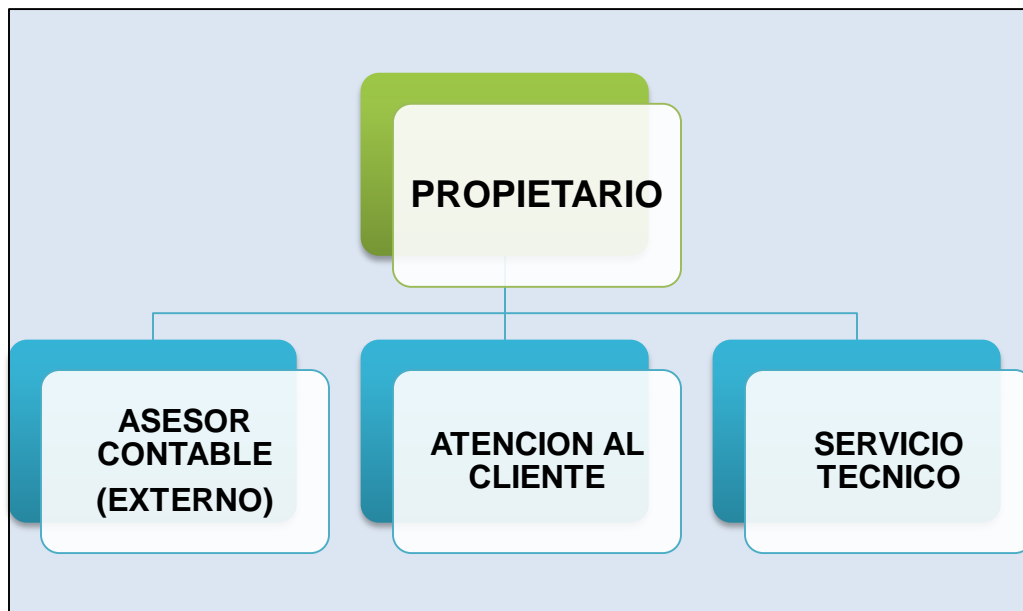 PROPIETARIO
ASESOR
CONTABLE
(EXTERNO)
ATENCION AL
CLIENTE
SERVICIO
TECNICO